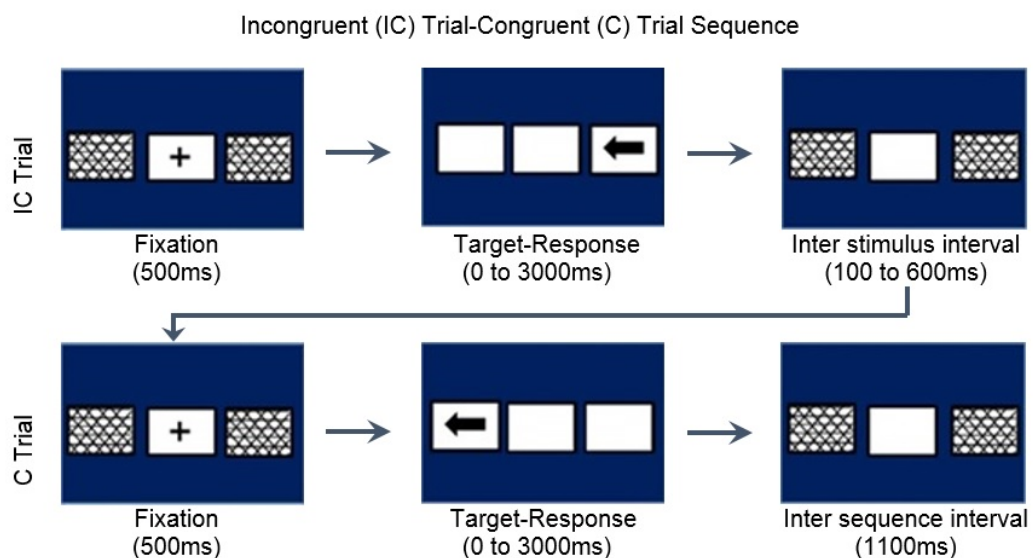 Incongruent (IC) Trial-Congruent (C) Trial Sequence
IC Trial
Fixation
(500ms)
Target-Response
(0 to 3000ms)
Inter stimulus interval
(100 to 600ms)
C Trial
Fixation
(500ms)
Target-Response
(0 to 3000ms)
Inter sequence interval
(1100ms)